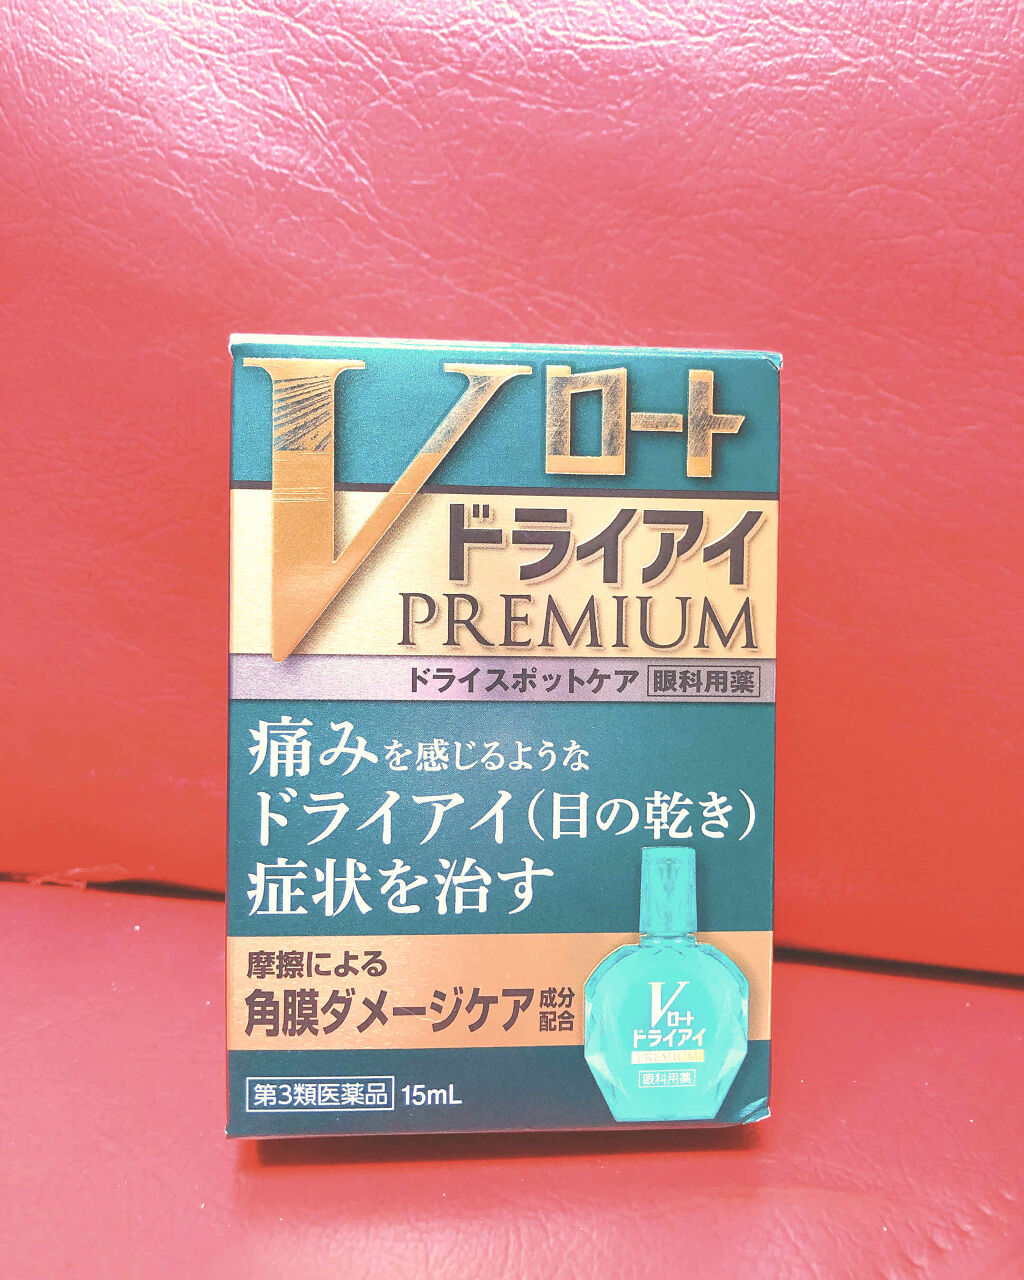 Vロート
ドライアイ
PREMIUM
ドライスポットケア 眼科用薬
痛みを感じるような
ドライアイ(目の乾き)
症状を治す
摩擦による
角膜ダメージケア 成分配合
第3類医薬品 15mL
V
ロート
ドライアイ
PREMIUM
眼科用薬